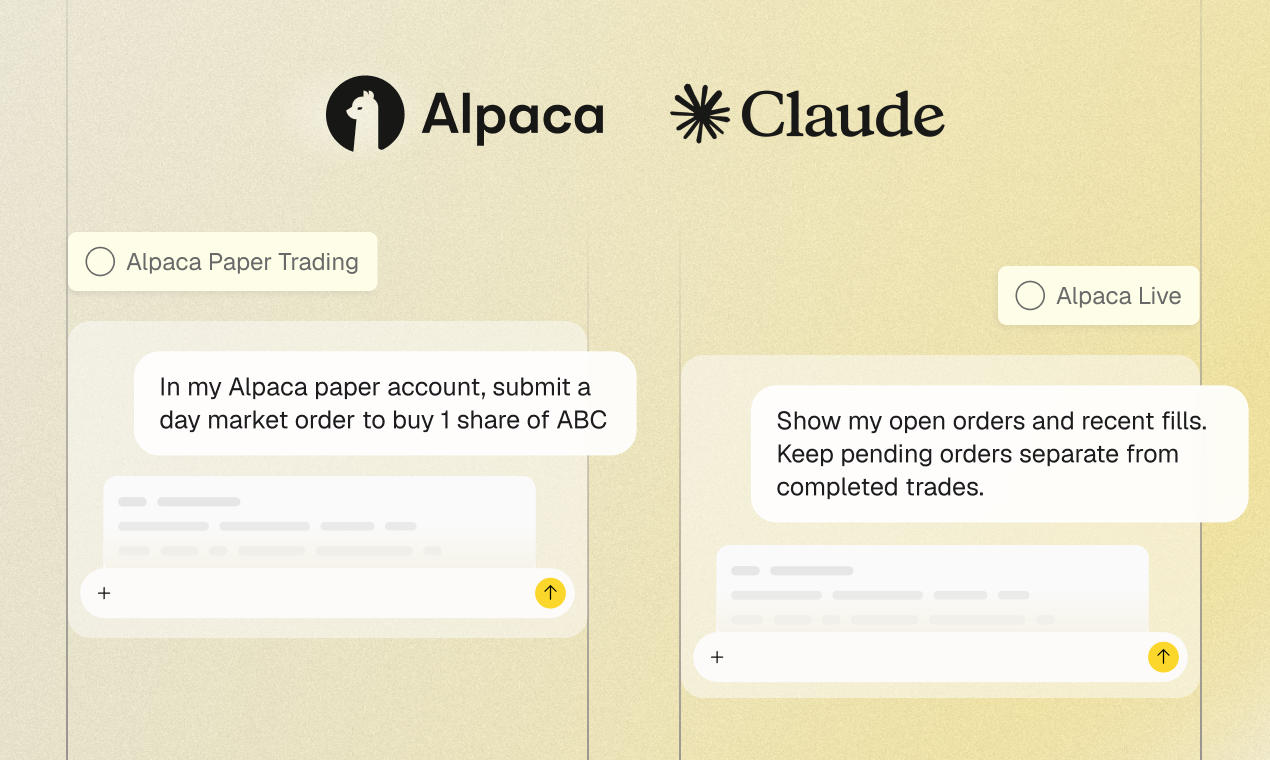 Alpaca
Claude
Alpaca Paper Trading
In my Alpaca paper account, submit a
day market order to buy 1 share of ABC
Alpaca Live
Show my open orders and recent fills.
Keep pending orders separate from
completed trades.